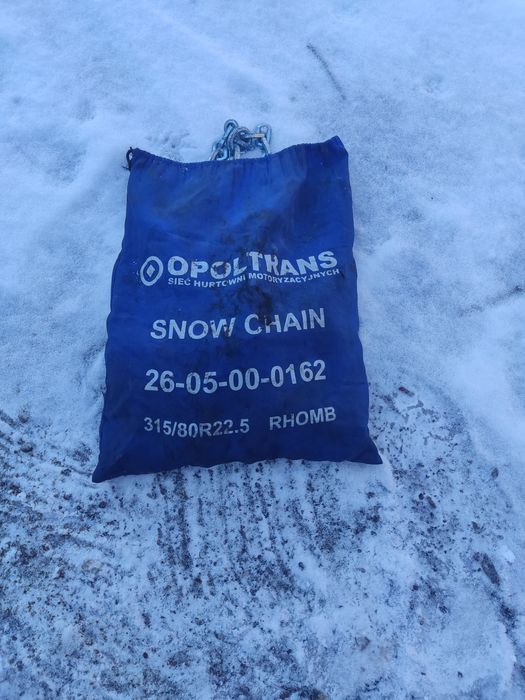 OPOLTRANS
SIEĆ HURTOWNI MOTORYZACYJNYCH
SNOW CHAIN
26-05-00-0162
315/80R22.5 RHOMB